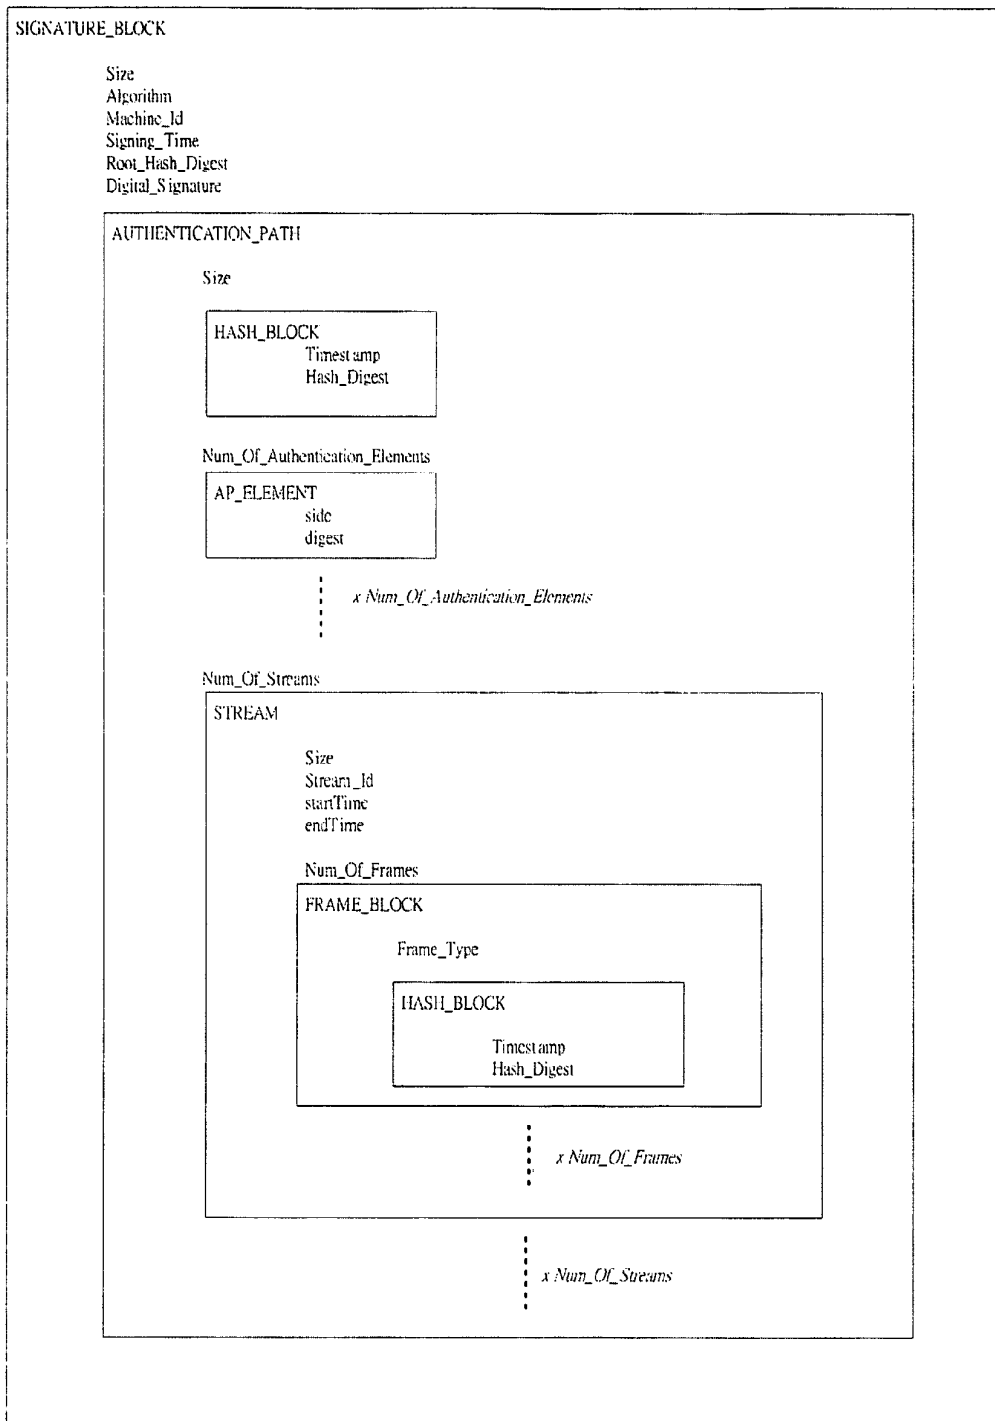 SIGNATURE_BLOCK
Size
Algorithm
Machine_Id
Signing_Time
Root_Hash_Digest
Digital_Signature
AUTHENTICATION_PATH
Size
HASH_BLOCK
Timestamp
Hash_Digest
Num_Of_Authentication_Elements
AP_ELEMENT
side
digest
x Num_Of_Authentication_Elements
Num_Of_Streams
STREAM
Size
Stream_Id
startTime
endTime
Num_Of_Frames
FRAME_BLOCK
Frame_Type
HASH_BLOCK
Timestamp
Hash_Digest
x Num_Of_Frames
x Num_Of_Streams